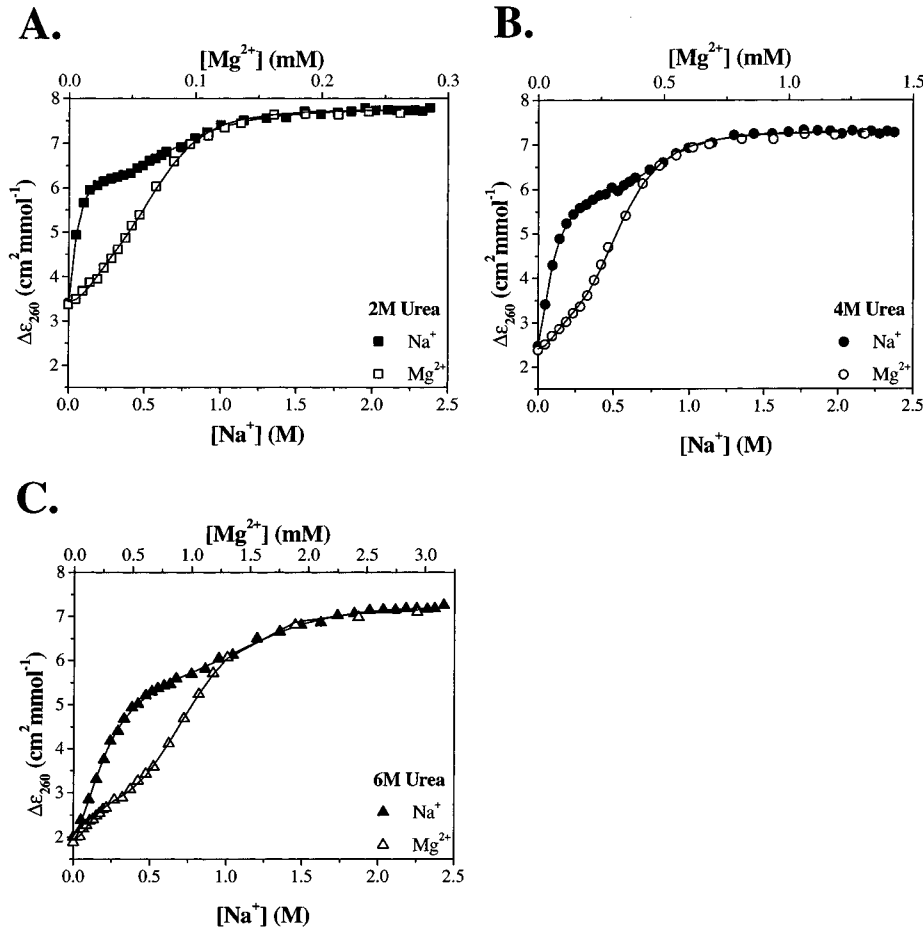 A.
[Mg²⁺] (mM)
0.0 0.1 0.2 0.3
8
7
6
5
4
3
2
Δε₂₆₀ (cm²mmol⁻¹)
2M Urea
Na⁺
Mg²⁺
0.0 0.5 1.0 1.5 2.0 2.5
[Na⁺] (M)
B.
[Mg²⁺] (mM)
0.0 0.5 1.0 1.5
8
7
6
5
4
3
2
Δε₂₆₀ (cm²mmol⁻¹)
4M Urea
Na⁺
Mg²⁺
0.0 0.5 1.0 1.5 2.0 2.5
[Na⁺] (M)
C.
[Mg²⁺] (mM)
0.0 0.5 1.0 1.5 2.0 2.5 3.0
8
7
6
5
4
3
2
Δε₂₆₀ (cm²mmol⁻¹)
6M Urea
Na⁺
Mg²⁺
0.0 0.5 1.0 1.5 2.0 2.5
[Na⁺] (M)